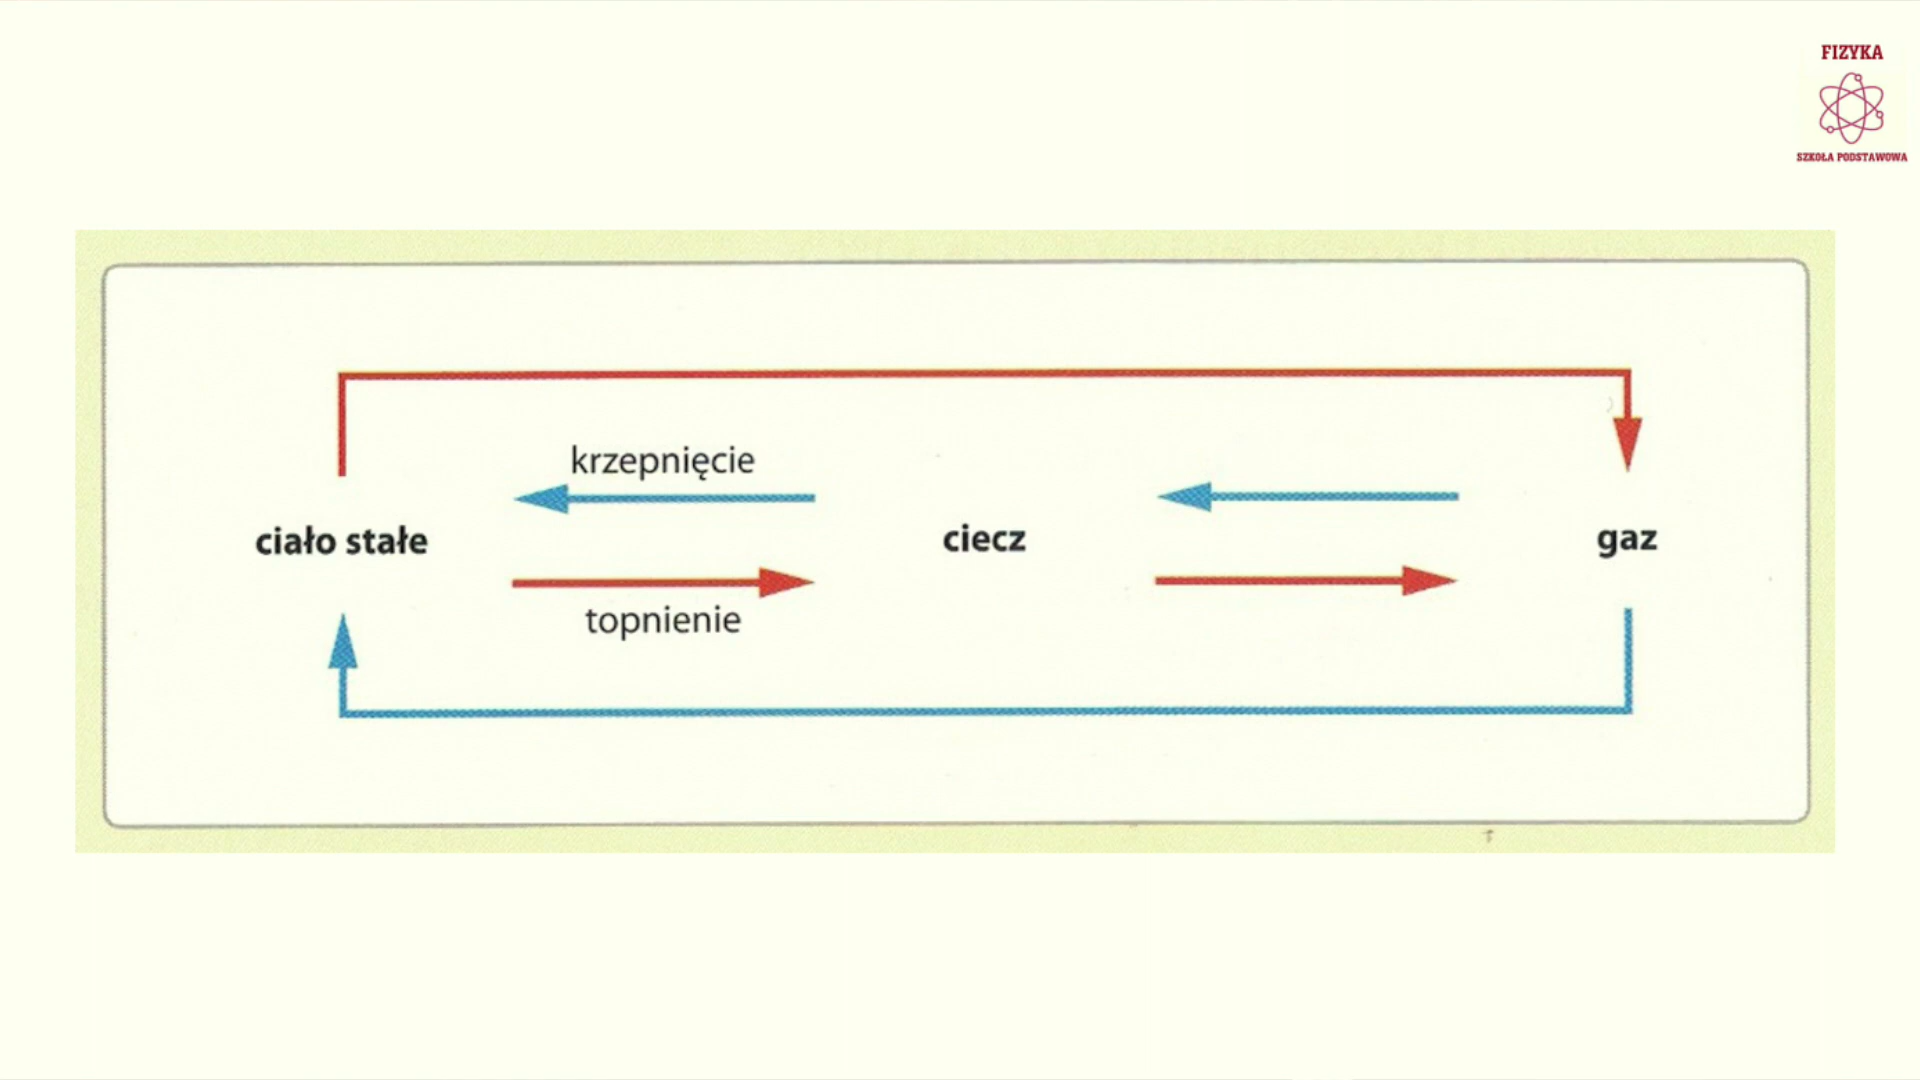 FIZYKA
SZKOŁA PODSTAWOWA
krzepnięcie
ciało stałe
ciecz
gaz
topnienie